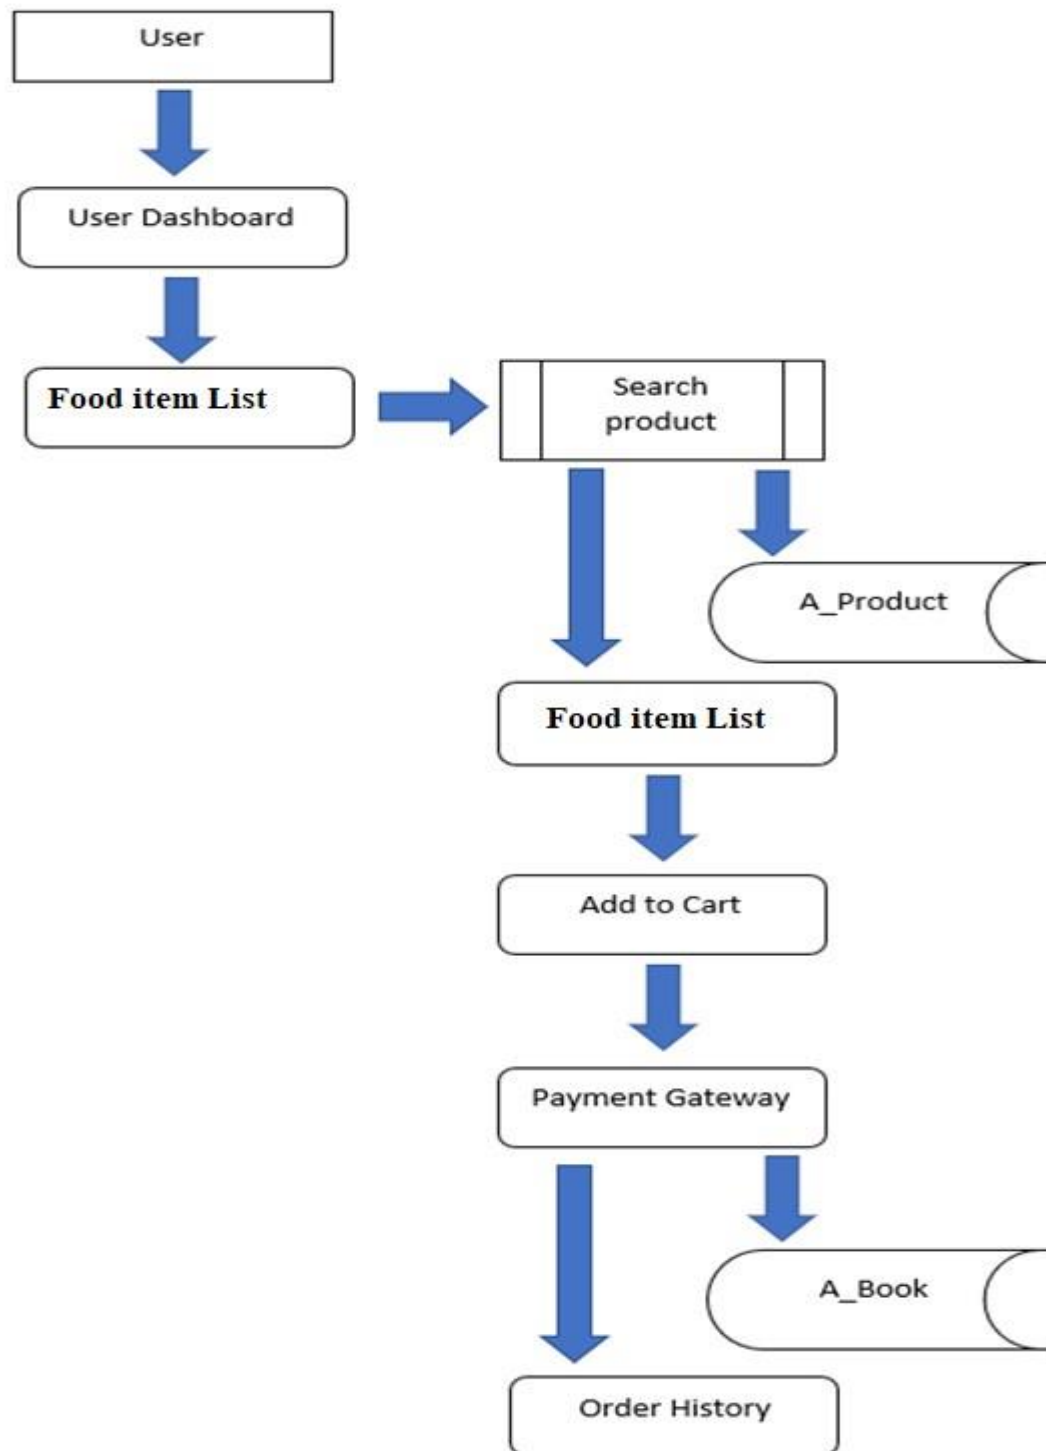 User
User Dashboard
Food item List
Search
product
A_Product
Food item List
Add to Cart
Payment Gateway
A_Book
Order History